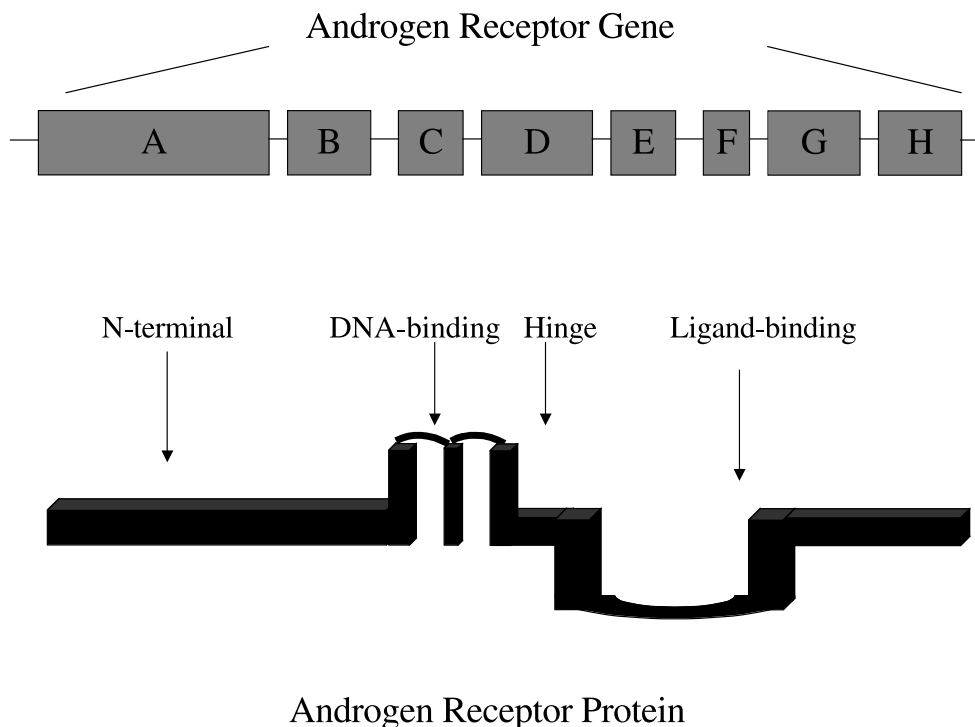 Androgen Receptor Gene
A B C D E F G H
N-terminal DNA-binding Hinge Ligand-binding
Androgen Receptor Protein